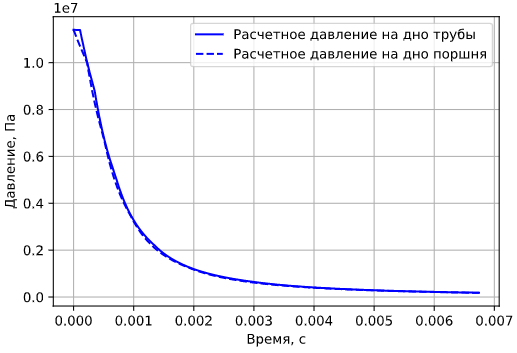 1e7
Расчетное давление на дно трубы
Расчетное давление на дно поршня
1.0
0.8
0.6
0.4
0.2
0.0
Давление, Па
0.000 0.001 0.002 0.003 0.004 0.005 0.006 0.007
Время, с